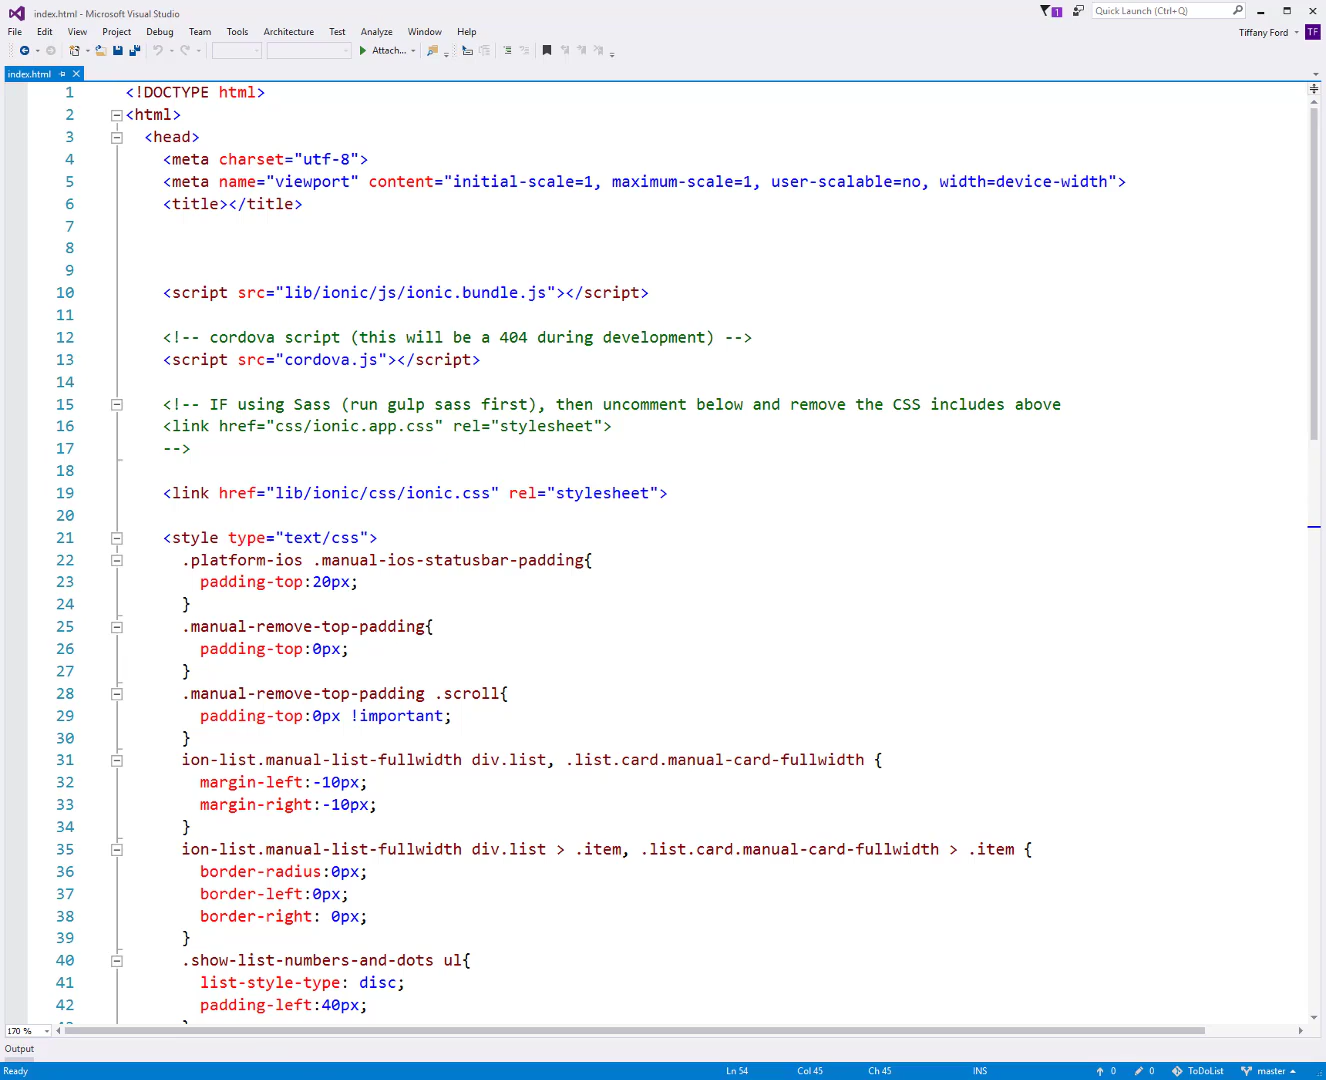 index.html - Microsoft Visual Studio
1
Quick Launch (Ctrl+Q)
File Edit View Project Debug Team Tools Architecture Test Analyze Window Help
Tiffany Ford TF
Attach...
index.html
1 <!DOCTYPE html>
2 <html>
3 <head>
4 <meta charset="utf-8">
5 <meta name="viewport" content="initial-scale=1, maximum-scale=1, user-scalable=no, width=device-width">
6 <title></title>
7
8
9
10 <script src="lib/ionic/js/ionic.bundle.js"></script>
11
12 <!-- cordova script (this will be a 404 during development) -->
13 <script src="cordova.js"></script>
14
15 <!-- IF using Sass (run gulp sass first), then uncomment below and remove the CSS includes above
16 <link href="css/ionic.app.css" rel="stylesheet">
17 -->
18
19 <link href="lib/ionic/css/ionic.css" rel="stylesheet">
20
21 <style type="text/css">
22 .platform-ios .manual-ios-statusbar-padding{
23 padding-top:20px;
24 }
25 .manual-remove-top-padding{
26 padding-top:0px;
27 }
28 .manual-remove-top-padding .scroll{
29 padding-top:0px !important;
30 }
31 ion-list.manual-list-fullwidth div.list, .list.card.manual-card-fullwidth {
32 margin-left:-10px;
33 margin-right:-10px;
34 }
35 ion-list.manual-list-fullwidth div.list > .item, .list.card.manual-card-fullwidth > .item {
36 border-radius:0px;
37 border-left:0px;
38 border-right: 0px;
39 }
40 .show-list-numbers-and-dots ul{
41 list-style-type: disc;
42 padding-left:40px;
170 %
Output
Ready Ln 54 Col 45 Ch 45 INS 0 0 ToDoList master